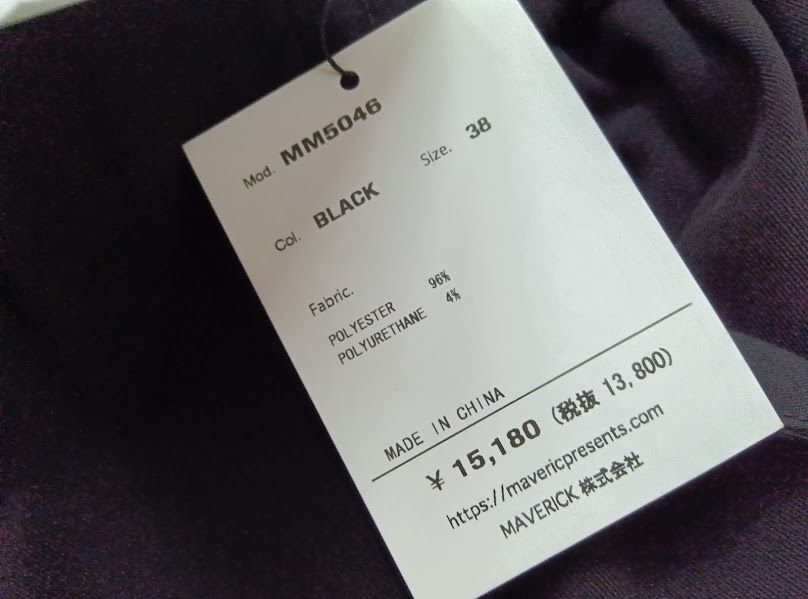 Mod. MM5046
Col. BLACK Size. 38
Fabric.
POLYESTER 96%
POLYURETHANE 4%
MADE IN CHINA
¥ 15,180 (税抜 13,800)
https://mavericpresents.com
MAVERICK 株式会社